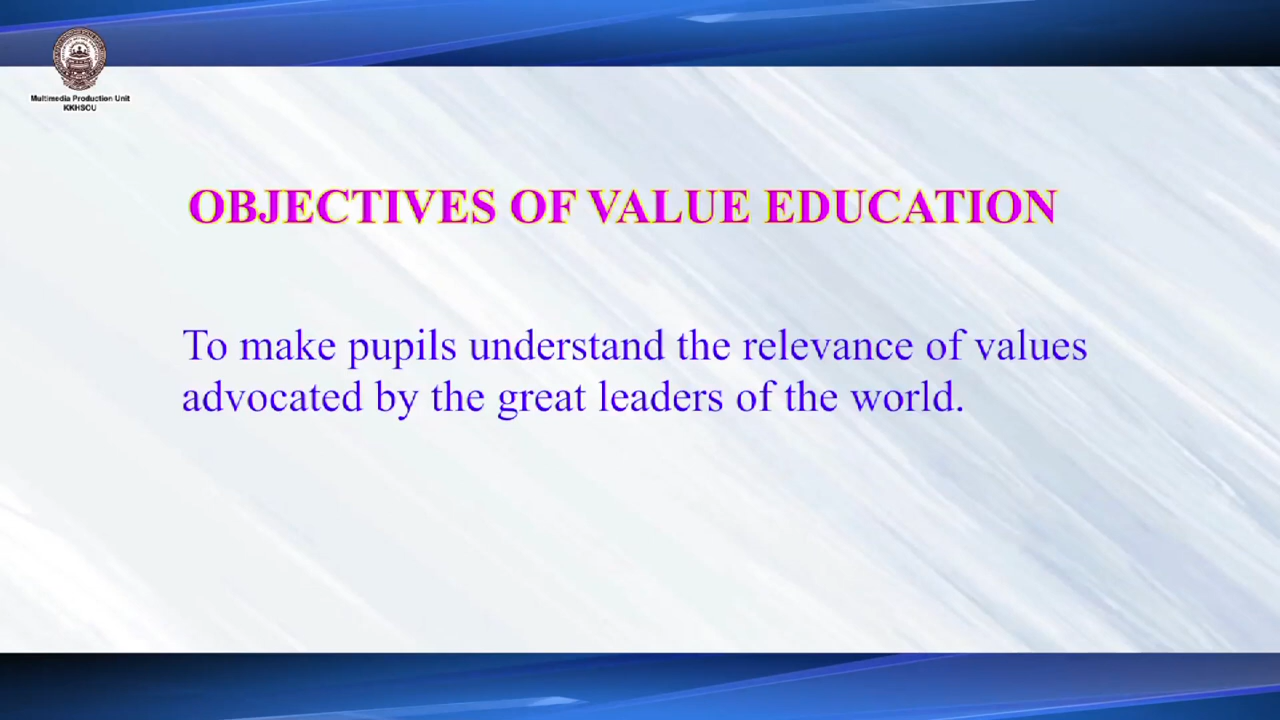 Multimedia Production Unit
KKHSOU
OBJECTIVES OF VALUE EDUCATION
To make pupils understand the relevance of values
advocated by the great leaders of the world.